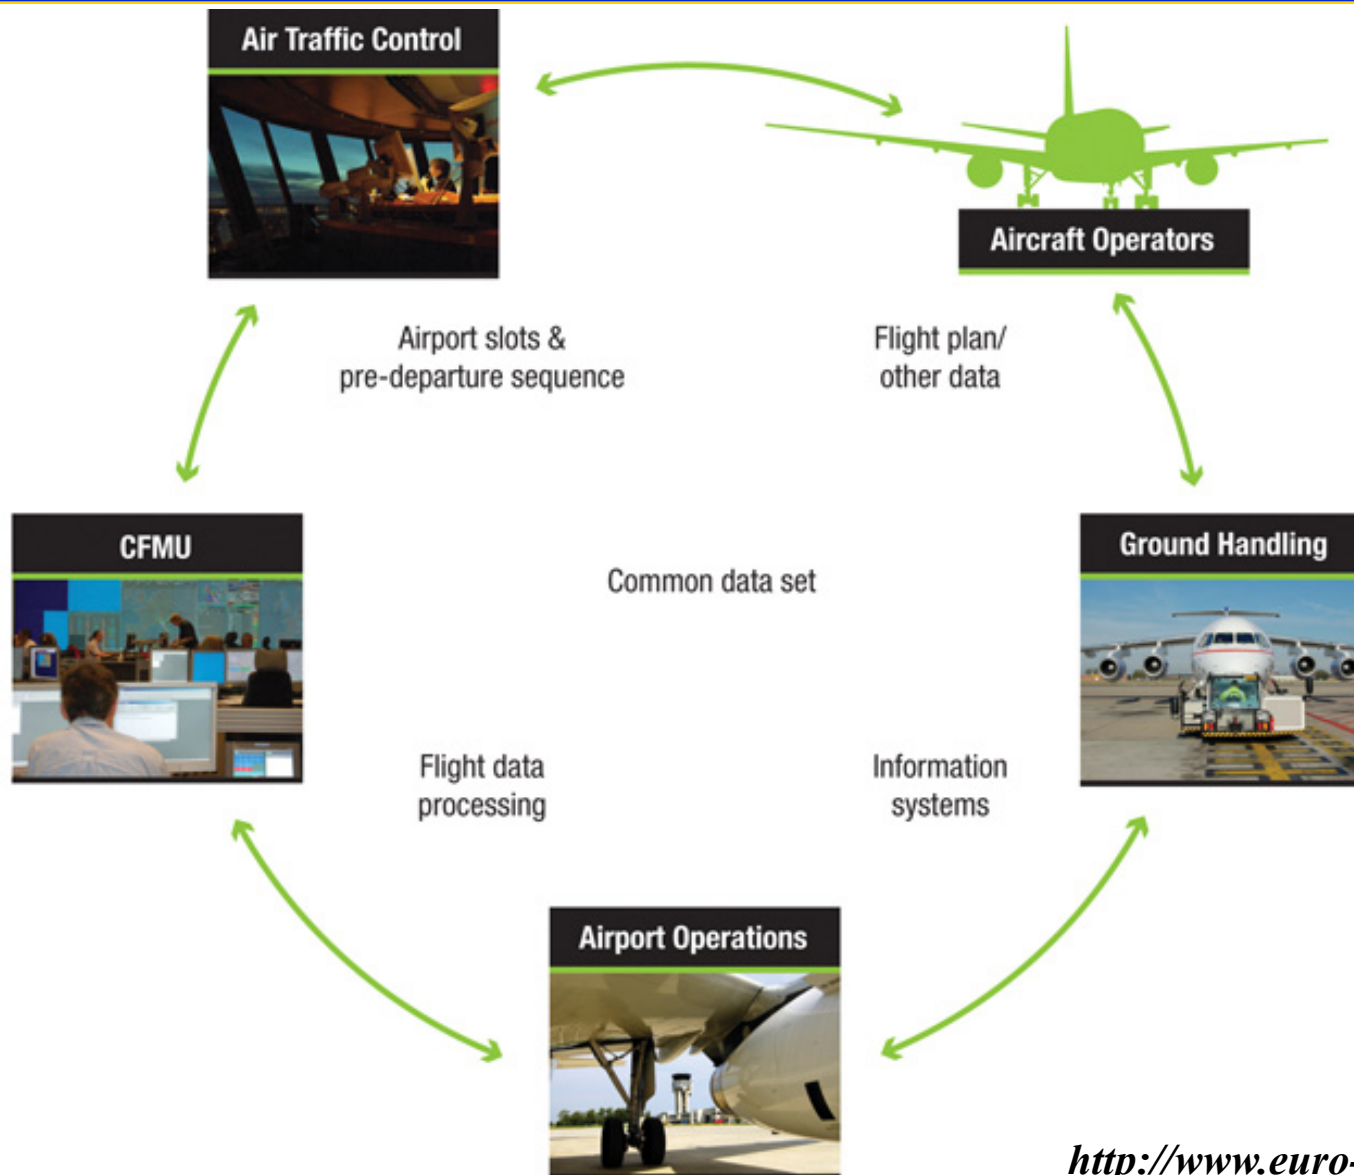 Air Traffic Control
Aircraft Operators
Airport slots &
pre-departure sequence
Flight plan/
other data
CFMU
Ground Handling
Common data set
Flight data
processing
Information
systems
Airport Operations
http://www.euro-